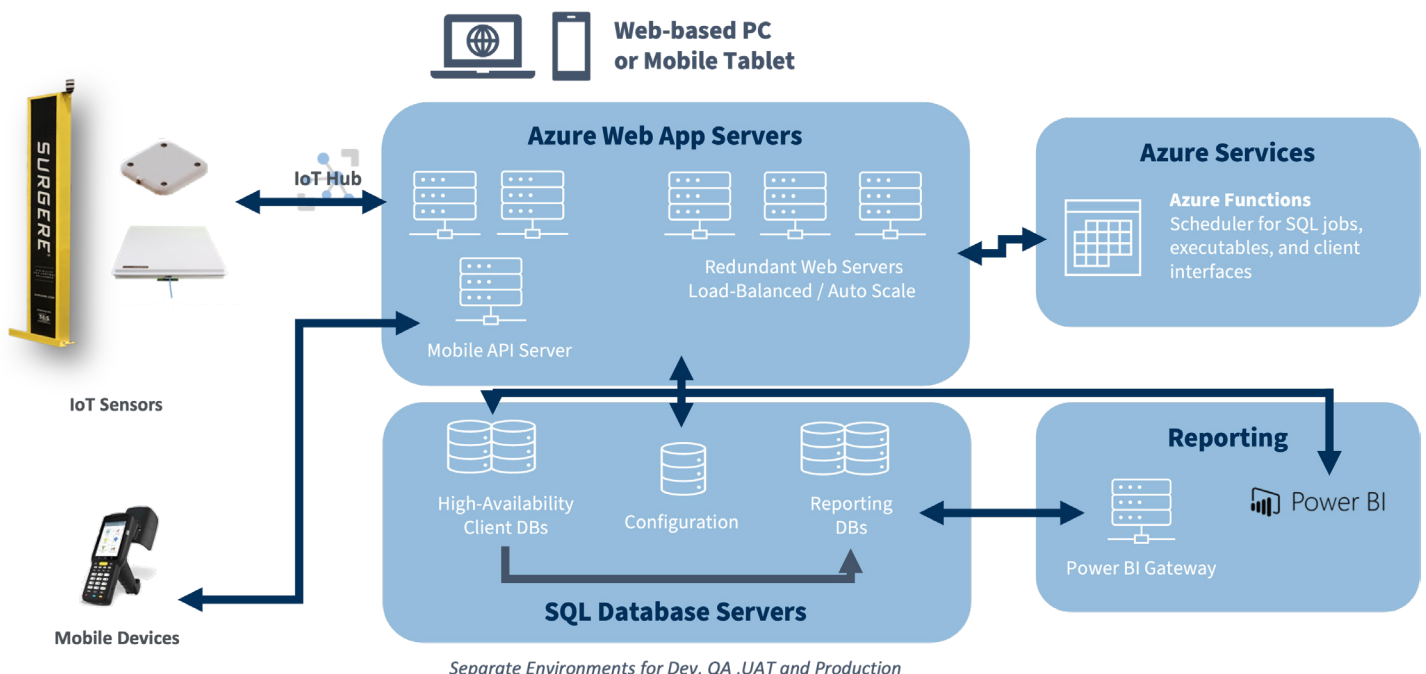 Web-based PC
or Mobile Tablet
SURGERE
IoT Hub
Azure Web App Servers
Redundant Web Servers
Load-Balanced / Auto Scale
Mobile API Server
Azure Services
Azure Functions
Scheduler for SQL jobs,
executables, and client
interfaces
IoT Sensors
High-Availability
Client DBs
Configuration
Reporting
DBs
SQL Database Servers
Reporting
Power BI
Power BI Gateway
Mobile Devices
Separate Environments for Dev, QA ,UAT and Production